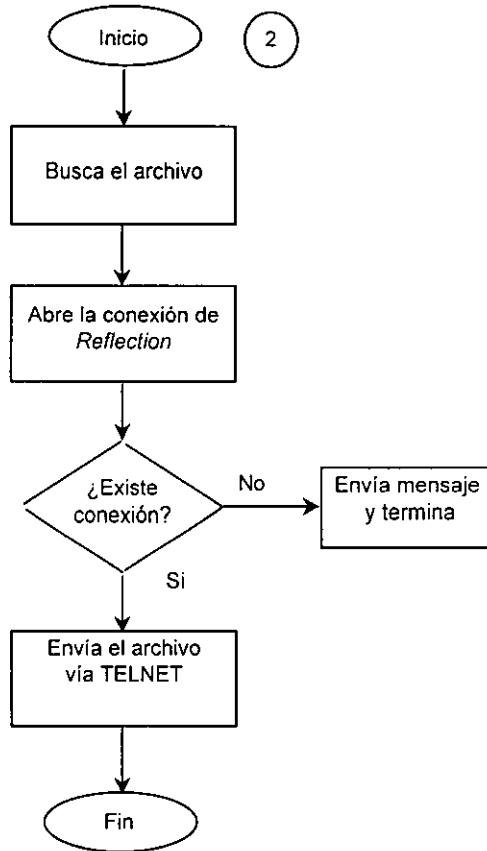 Inicio
2
Busca el archivo
Abre la conexión de
Reflection
¿Existe
conexión?
No
Envía mensaje
y termina
Si
Envía el archivo
vía TELNET
Fin